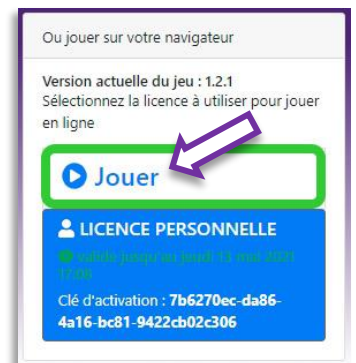 Ou jouer sur votre navigateur
Version actuelle du jeu : 1.2.1
Sélectionnez la licence à utiliser pour jouer
en ligne
Jouer
LICENCE PERSONNELLE
valide jusqu'au jeudi 13 mai 2021
17:08
Clé d'activation : 7b6270ec-da86-
4a16-bc81-9422cb02c306